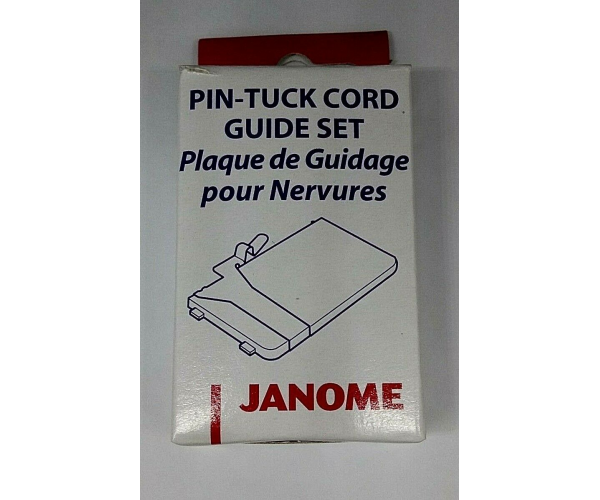 PIN-TUCK CORD
GUIDE SET
Plaque de Guidage
pour Nervures
JANOME